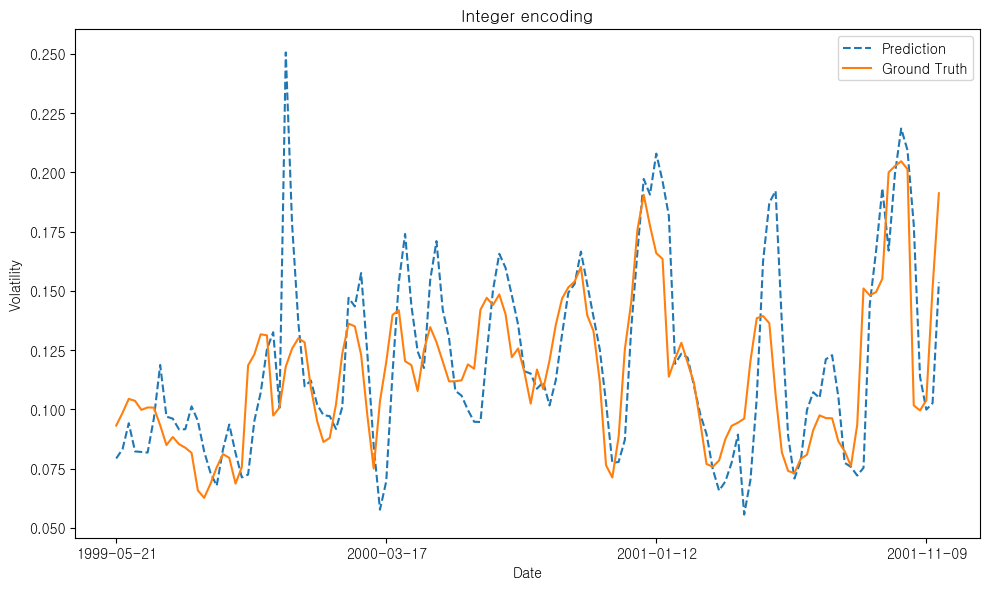 Integer encoding
Prediction
Ground Truth
0.250
0.225
0.200
0.175
0.150
0.125
0.100
0.075
0.050
Volatility
1999-05-21
2000-03-17
2001-01-12
2001-11-09
Date